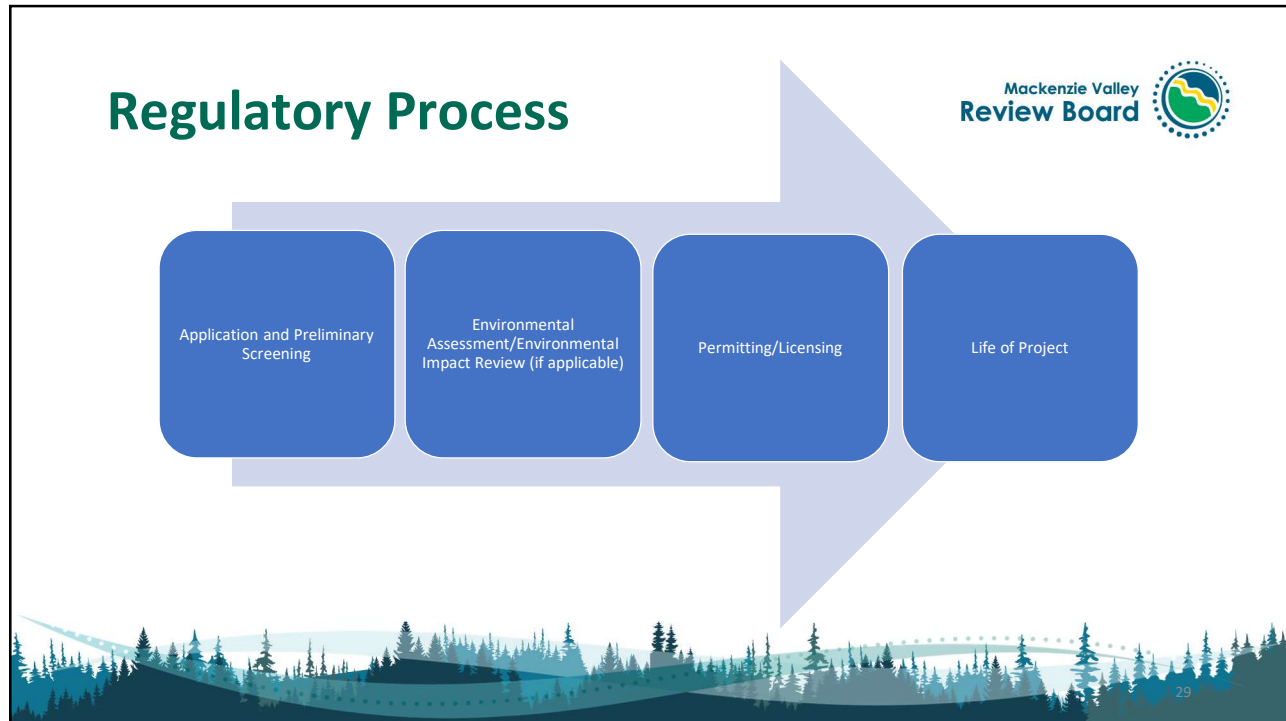 Regulatory Process
Mackenzie Valley
Review Board
Application and Preliminary
Screening
Environmental
Assessment/Environmental
Impact Review (if applicable)
Permitting/Licensing
Life of Project
29